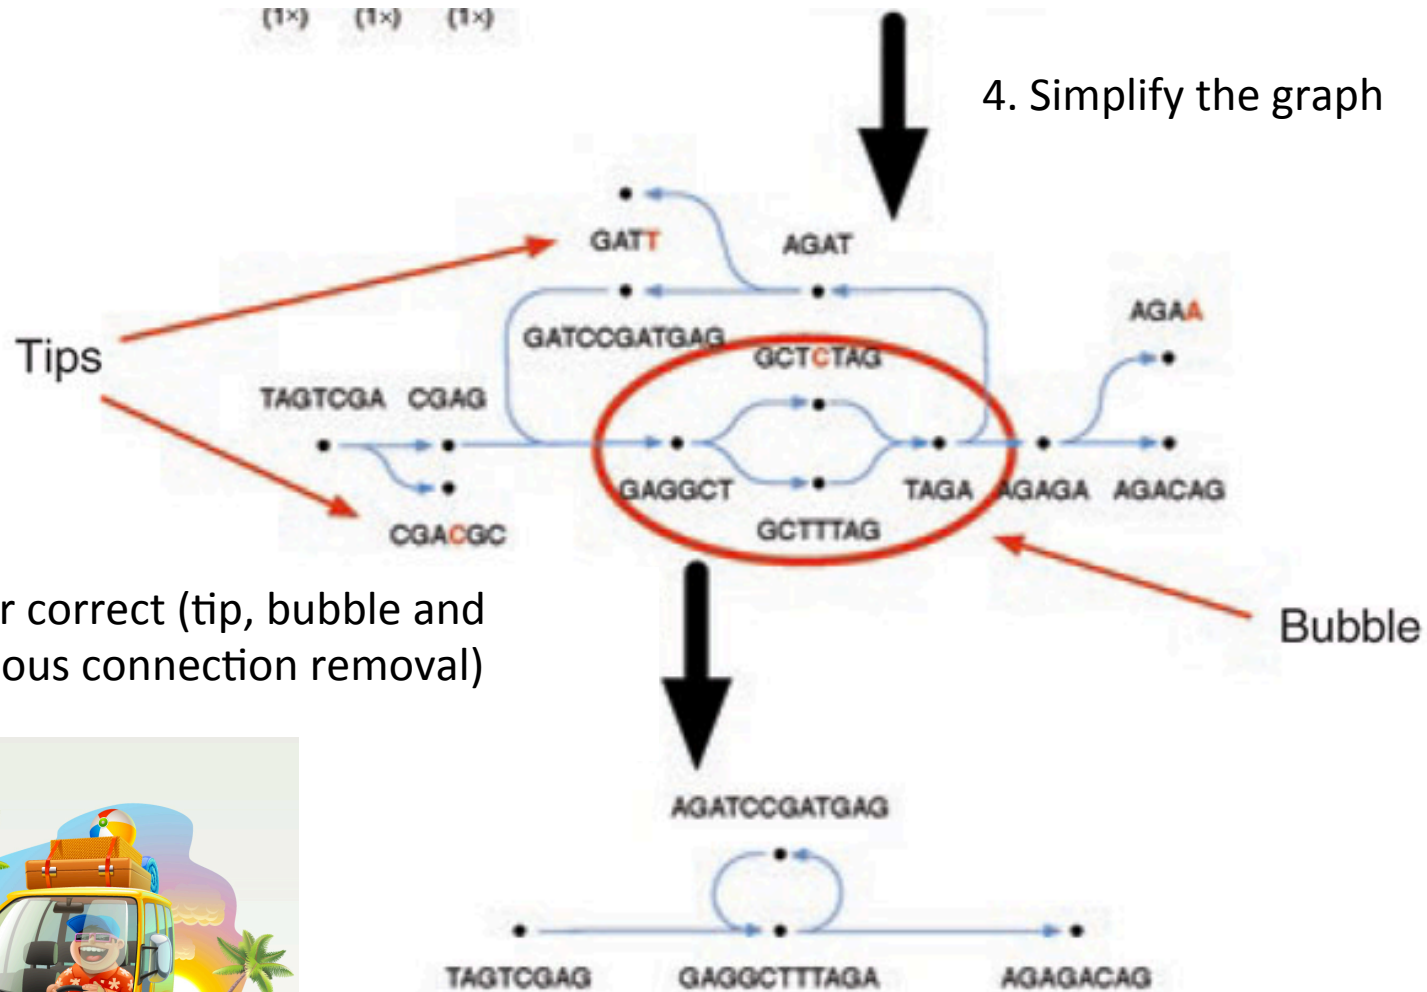 (1×) (1×) (1×)
4. Simplify the graph
GATT AGAT
AGAA
GATCCGATGAG
GCTCTAG
Tips
TAGTCGA CGAG
GAGGCT TAGA AGAGA AGACAG
GCTTTAG
CGACGC
r correct (tip, bubble and
ous connection removal)
Bubble
AGATCCGATGAG
TAGTCGAG GAGGCTTTAGA AGAGACAG